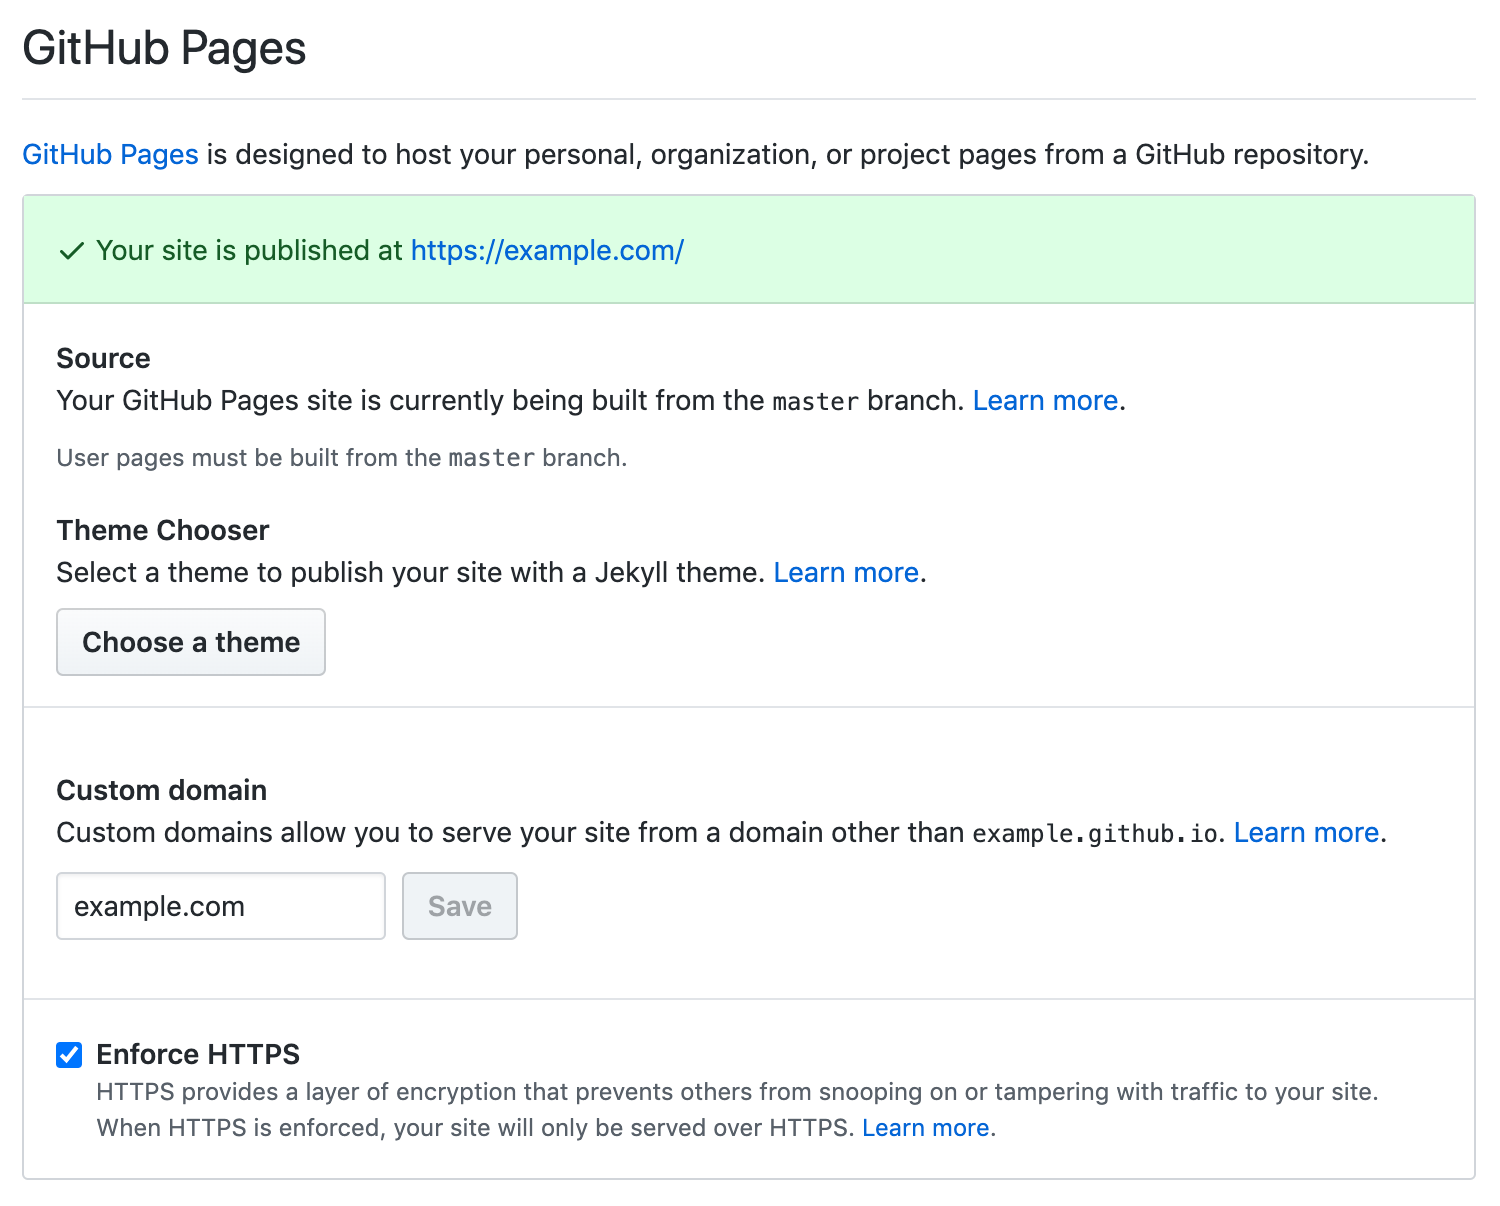 GitHub Pages
GitHub Pages is designed to host your personal, organization, or project pages from a GitHub repository.
Your site is published at https://example.com/
Source
Your GitHub Pages site is currently being built from the master branch. Learn more.
User pages must be built from the master branch.
Theme Chooser
Select a theme to publish your site with a Jekyll theme. Learn more.
Choose a theme
Custom domain
Custom domains allow you to serve your site from a domain other than example.github.io. Learn more.
example.com Save
Enforce HTTPS
HTTPS provides a layer of encryption that prevents others from snooping on or tampering with traffic to your site.
When HTTPS is enforced, your site will only be served over HTTPS. Learn more.